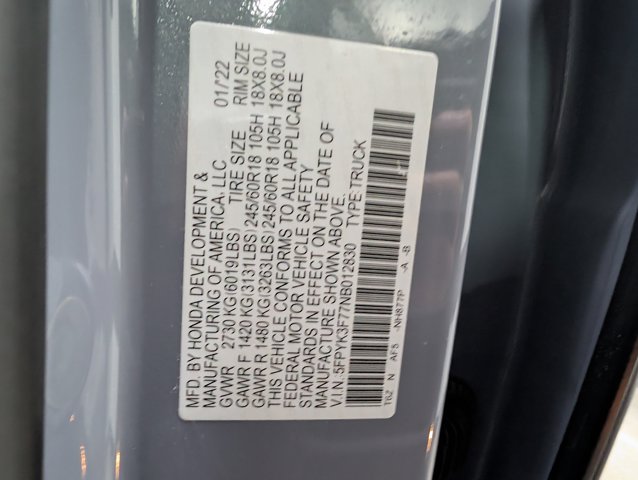 MFD. BY HONDA DEVELOPMENT &
MANUFACTURING OF AMERICA, LLC 01/22
GVWR 2730 KG(6019LBS) TIRE SIZE RIM SIZE
GAWR F 1420 KG(3131LBS) 245/60R18 105H 18X8.0J
GAWR R 1480 KG(3263LBS) 245/60R18 105H 18X8.0J
THIS VEHICLE CONFORMS TO ALL APPLICABLE
FEDERAL MOTOR VEHICLE SAFETY
STANDARDS IN EFFECT ON THE DATE OF
MANUFACTURE SHOWN ABOVE.
V.I.N.:5FPYK3F77NB012830 TYPE:TRUCK
T6Z N AF5 -NH877P -A -B